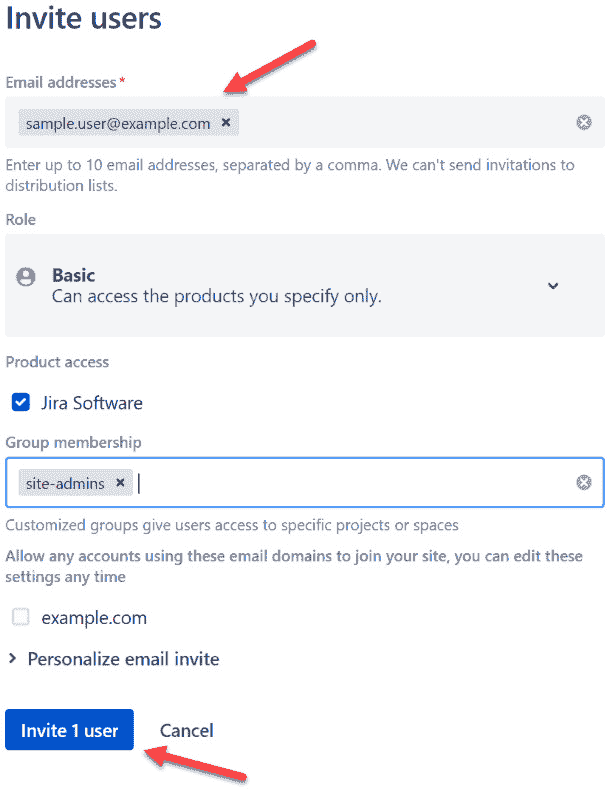 Invite users
Email addresses*
sample.user@example.com ×
Enter up to 10 email addresses, separated by a comma. We can't send invitations to
distribution lists.
Role
Basic
Can access the products you specify only.
Product access
Jira Software
Group membership
site-admins ×
Customized groups give users access to specific projects or spaces
Allow any accounts using these email domains to join your site, you can edit these
settings any time
example.com
Personalize email invite
Invite 1 user Cancel